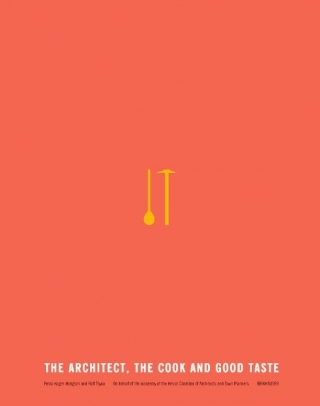 THE ARCHITECT, THE COOK AND GOOD TASTE
Petra Hagen Hodgson and Rolf Toyka On behalf of the Academy of the Hesse Chamber of Architects and Town Planners BIRKHÄUSER